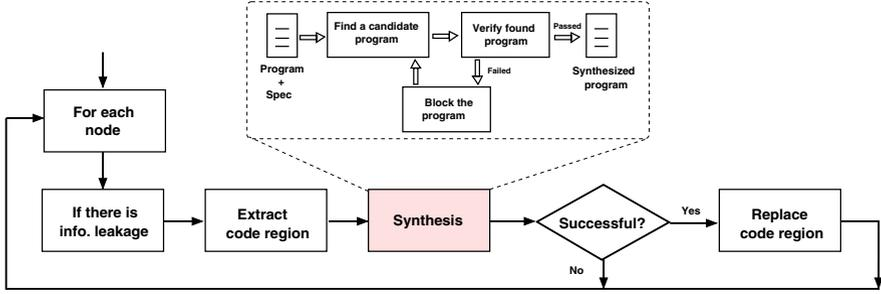 Find a candidate
program
Verify found
program
Passed
Program
+
Spec
Failed
Synthesized
program
Block the
program
For each
node
If there is
info. leakage
Extract
code region
Synthesis
Successful?
Yes
No
Replace
code region